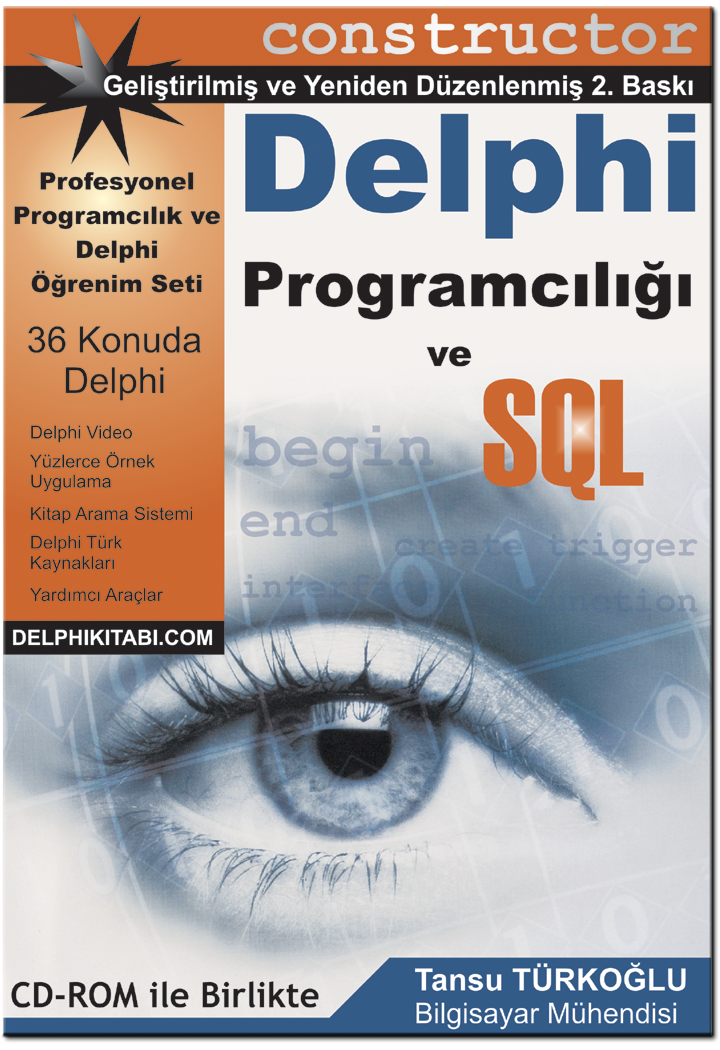 constructor
Geliştirilmiş ve Yeniden Düzenlenmiş 2. Baskı
Profesyonel
Programcılık ve
Delphi
Öğrenim Seti
36 Konuda
Delphi
Delphi Video
Yüzlerce Örnek
Uygulama
Kitap Arama Sistemi
Delphi Türk
Kaynakları
Yardımcı Araçlar
DELPHIKITABI.COM
Delphi
Programcılığı
ve
SQL
begin
end
create trigger
interface
function
CD-ROM ile Birlikte
Tansu TÜRKOĞLU
Bilgisayar Mühendisi